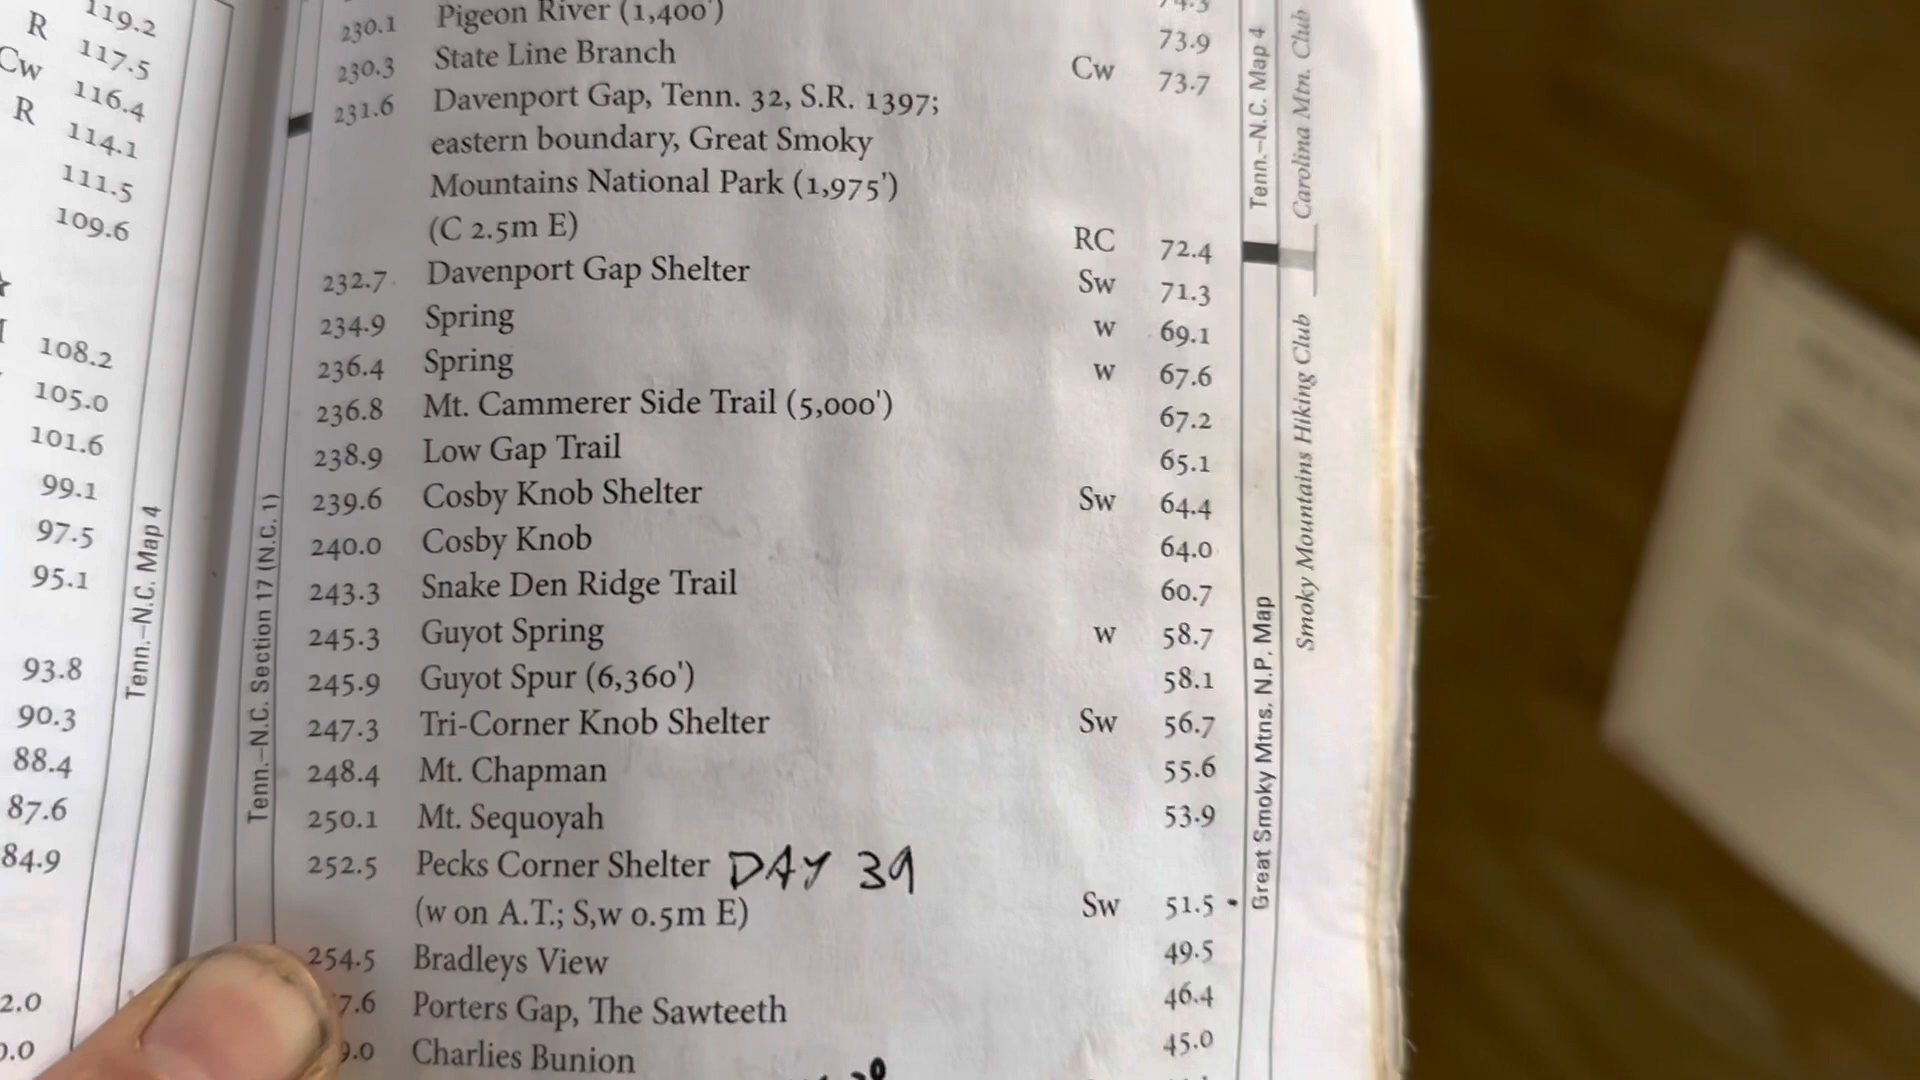 119.2
R 117.5
Cw 116.4
R 114.1
111.5
109.6
108.2
105.0
101.6
99.1
97.5
95.1
93.8
90.3
88.4
87.6
84.9
2.0
0.0
Tenn.–N.C. Map 4
Tenn.–N.C. Section 17 (N.C. 1)
230.1 Pigeon River (1,400')
230.3 State Line Branch 73.9
231.6 Davenport Gap, Tenn. 32, S.R. 1397; Cw 73.7
eastern boundary, Great Smoky
Mountains National Park (1,975')
(C 2.5m E) RC 72.4
232.7 Davenport Gap Shelter Sw 71.3
234.9 Spring w 69.1
236.4 Spring w 67.6
236.8 Mt. Cammerer Side Trail (5,000') 67.2
238.9 Low Gap Trail 65.1
239.6 Cosby Knob Shelter Sw 64.4
240.0 Cosby Knob 64.0
243.3 Snake Den Ridge Trail 60.7
245.3 Guyot Spring w 58.7
245.9 Guyot Spur (6,360') 58.1
247.3 Tri-Corner Knob Shelter Sw 56.7
248.4 Mt. Chapman 55.6
250.1 Mt. Sequoyah 53.9
252.5 Pecks Corner Shelter DAY 39
(w on A.T.; S,w 0.5m E) Sw 51.5
254.5 Bradleys View 49.5
7.6 Porters Gap, The Sawteeth 46.4
9.0 Charlies Bunion 45.0
Tenn.–N.C. Map 4
Great Smoky Mtns. N.P. Map
Carolina Mtn. Club
Smoky Mountains Hiking Club